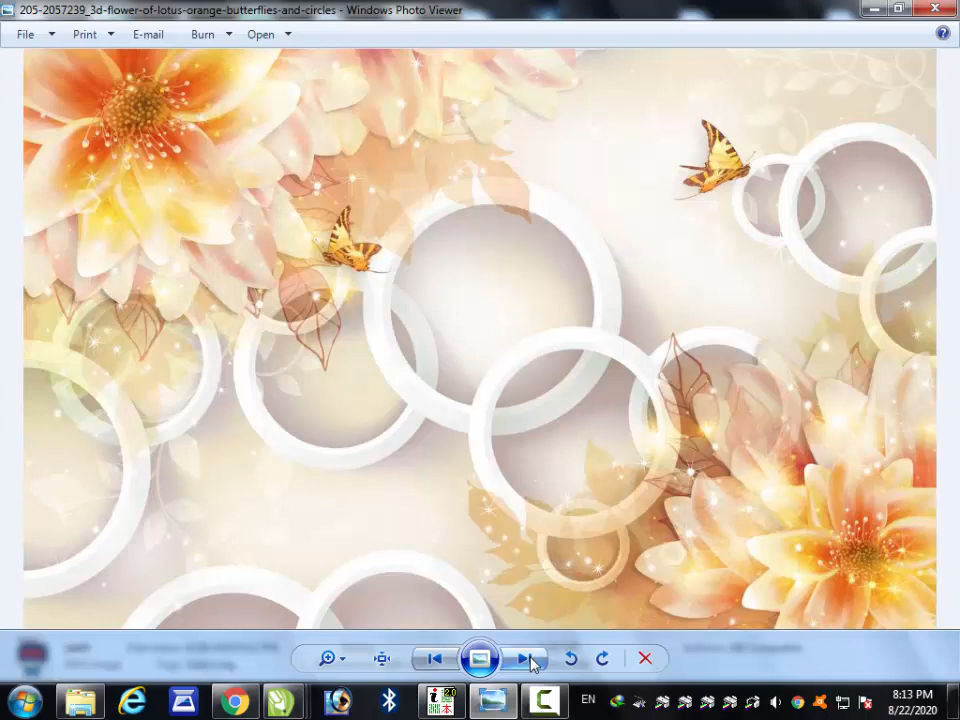 205-2057239_3d-flower-of-lotus-orange-butterflies-and-circles - Windows Photo Viewer
File Print E-mail Burn Open
EN
8:13 PM
8/22/2020